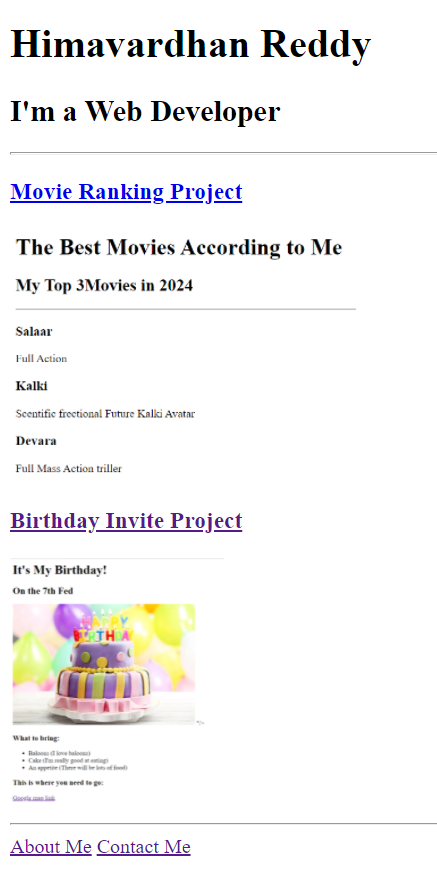 Himavardhan Reddy
I'm a Web Developer
Movie Ranking Project
The Best Movies According to Me
My Top 3Movies in 2024
Salaar
Full Action
Kalki
Scentific frectional Future Kalki Avatar
Devara
Full Mass Action triller
Birthday Invite Project
It's My Birthday!
On the 7th Fed
HAPPY
BIRTHDAY
What to bring:
Baloons (I love baloons)
Cake (I'm really good at eating)
An appetite (There will be lots of food)
This is where you need to go:
Google map link
About Me Contact Me